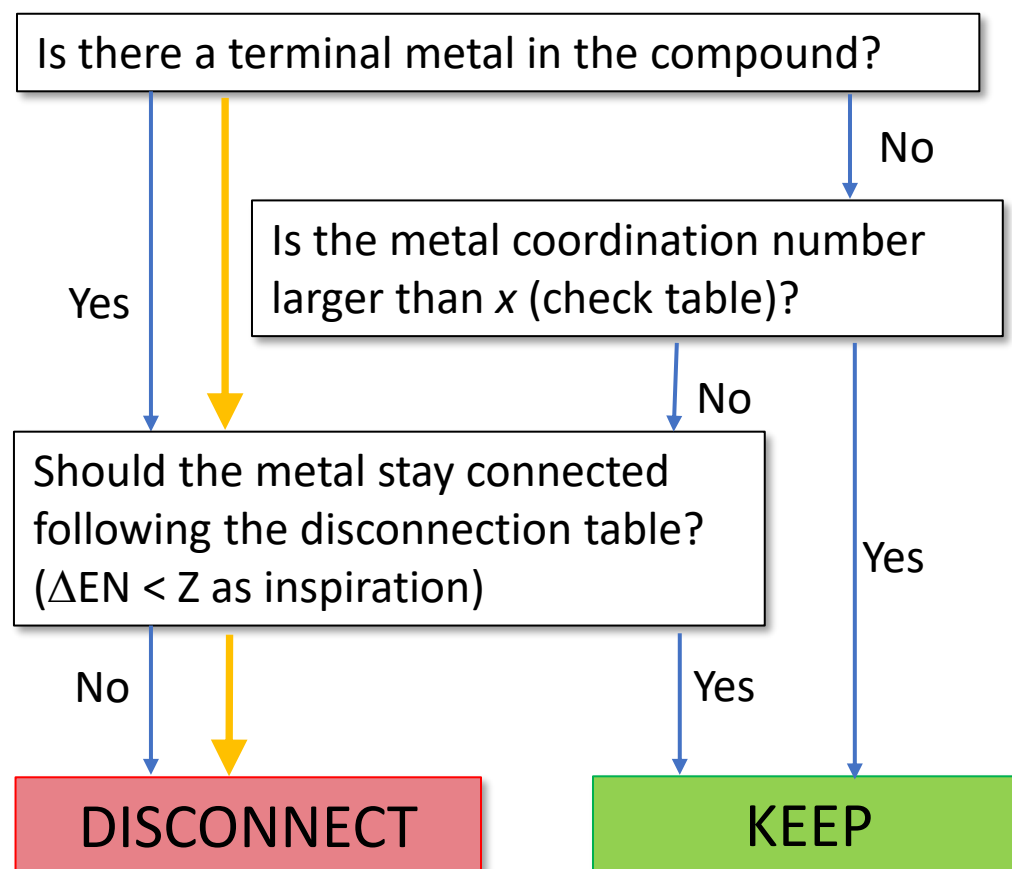 Is there a terminal metal in the compound?
No
Is the metal coordination number
larger than x (check table)?
Yes
No
Should the metal stay connected
following the disconnection table?
(ΔEN < Z as inspiration)
Yes
No
Yes
DISCONNECT
KEEP